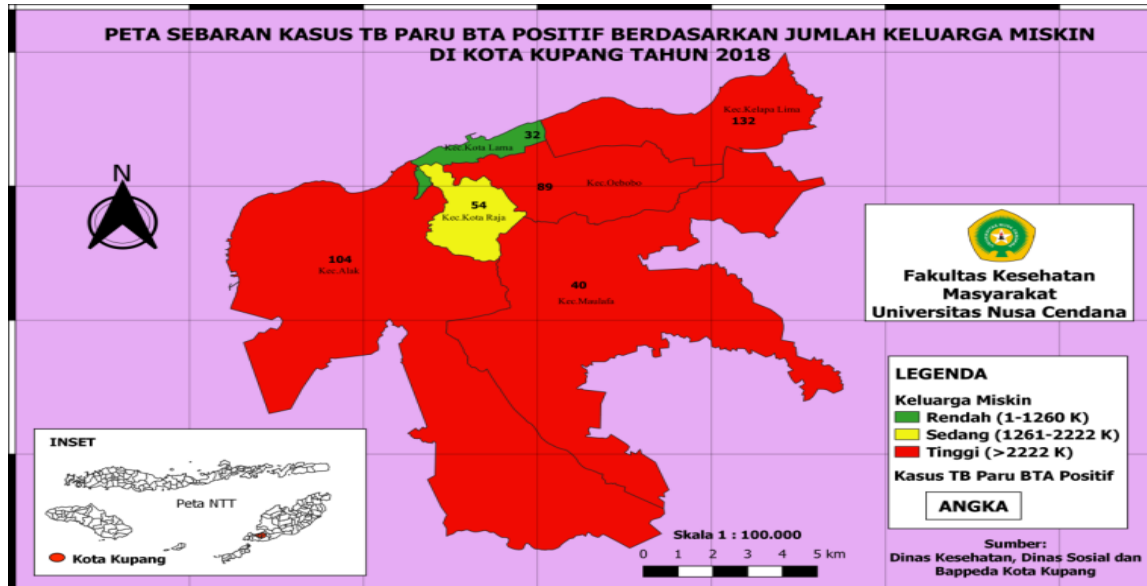 PETA SEBARAN KASUS TB PARU BTA POSITIF BERDASARKAN JUMLAH KELUARGA MISKIN
DI KOTA KUPANG TAHUN 2018
Kec.Kelapa Lima
132
32
Kec.Kota Lama
Kec.Oebobo
89
54
Kec.Kota Raja
104
Kec.Alak
40
Kec.Maulafa
N
Fakultas Kesehatan
Masyarakat
Universitas Nusa Cendana
LEGENDA
Keluarga Miskin
Rendah (1-1260 K)
Sedang (1261-2222 K)
Tinggi (>2222 K)
Kasus TB Paru BTA Positif
ANGKA
INSET
Peta NTT
Kota Kupang
Skala 1 : 100.000
0 1 2 3 4 5 km
Sumber:
Dinas Kesehatan, Dinas Sosial dan
Bappeda Kota Kupang